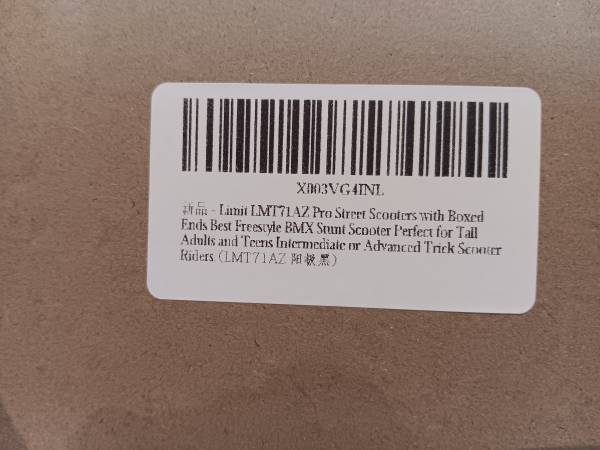 X003VG4INL
新品 - Limit LMT71AZ Pro Street Scooters with Boxed
Ends Best Freestyle BMX Stunt Scooter Perfect for Tall
Adults and Teens Intermediate or Advanced Trick Scooter
Riders (LMT71AZ 阳极黑)